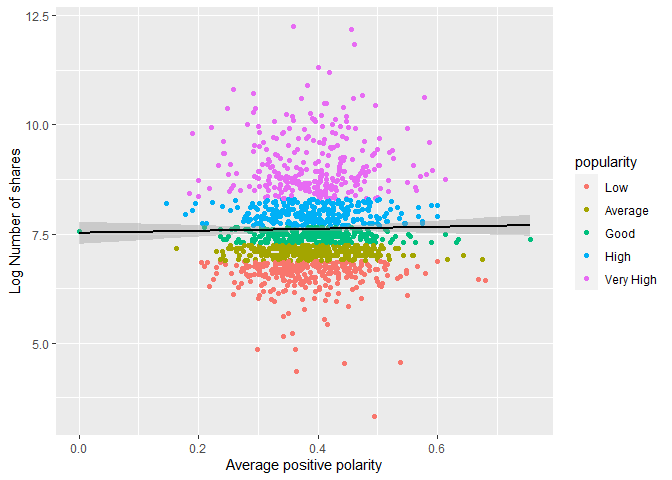 12.5
10.0
7.5
5.0
Log Number of shares
0.0
0.2
0.4
0.6
Average positive polarity
popularity
Low
Average
Good
High
Very High